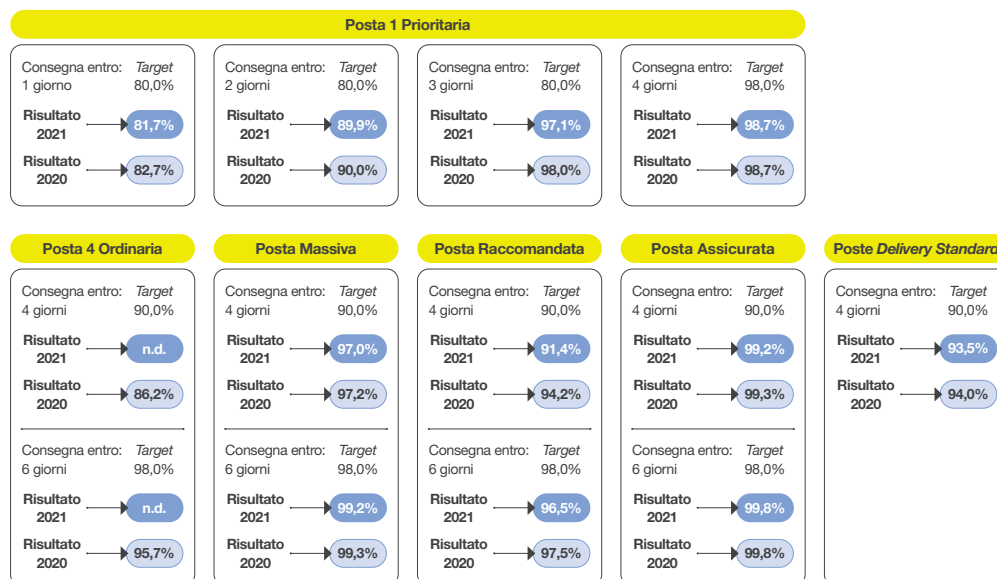 Posta 1 Prioritaria
Consegna entro: Target
1 giorno 80,0%
Risultato 2021 81,7%
Risultato 2020 82,7%
Consegna entro: Target
2 giorni 80,0%
Risultato 2021 89,9%
Risultato 2020 90,0%
Consegna entro: Target
3 giorni 80,0%
Risultato 2021 97,1%
Risultato 2020 98,0%
Consegna entro: Target
4 giorni 98,0%
Risultato 2021 98,7%
Risultato 2020 98,7%
Posta 4 Ordinaria
Consegna entro: Target
4 giorni 90,0%
Risultato 2021 n.d.
Risultato 2020 86,2%
Consegna entro: Target
6 giorni 98,0%
Risultato 2021 n.d.
Risultato 2020 95,7%
Posta Massiva
Consegna entro: Target
4 giorni 90,0%
Risultato 2021 97,0%
Risultato 2020 97,2%
Consegna entro: Target
6 giorni 98,0%
Risultato 2021 99,2%
Risultato 2020 99,3%
Posta Raccomandata
Consegna entro: Target
4 giorni 90,0%
Risultato 2021 91,4%
Risultato 2020 94,2%
Consegna entro: Target
6 giorni 98,0%
Risultato 2021 96,5%
Risultato 2020 97,5%
Posta Assicurata
Consegna entro: Target
4 giorni 90,0%
Risultato 2021 99,2%
Risultato 2020 99,3%
Consegna entro: Target
6 giorni 98,0%
Risultato 2021 99,8%
Risultato 2020 99,8%
Poste Delivery Standard
Consegna entro: Target
4 giorni 90,0%
Risultato 2021 93,5%
Risultato 2020 94,0%